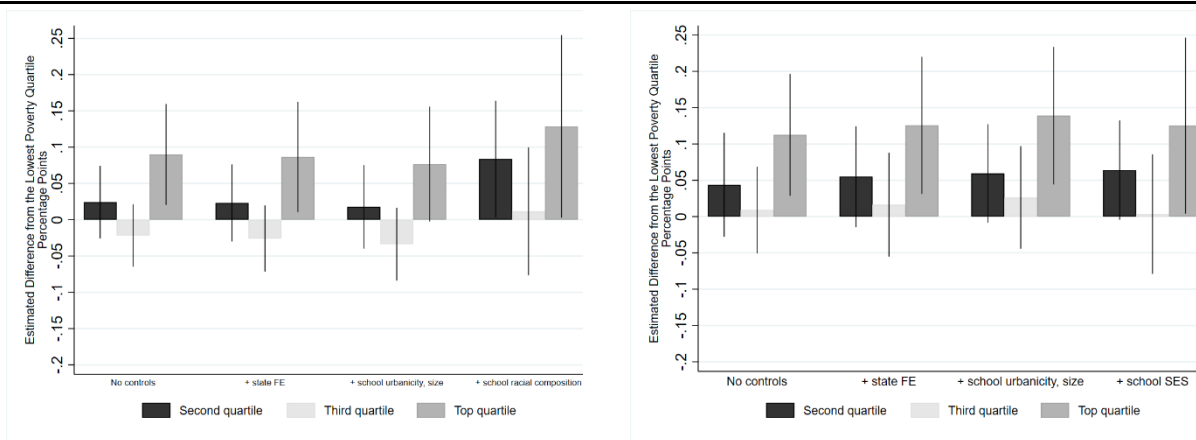 Estimated Difference from the Lowest Poverty Quartile
Percentage Points
.25
.2
.15
.1
.05
0
-.05
-.1
-.15
-.2
No controls
+ state FE
+ school urbanicity, size
+ school racial composition
Second quartile
Third quartile
Top quartile
Estimated Difference from the Lowest Poverty Quartile
Percentage Points
.25
.2
.15
.1
.05
0
-.05
-.1
-.15
-.2
No controls
+ state FE
+ school urbanicity, size
+ school SES
Second quartile
Third quartile
Top quartile